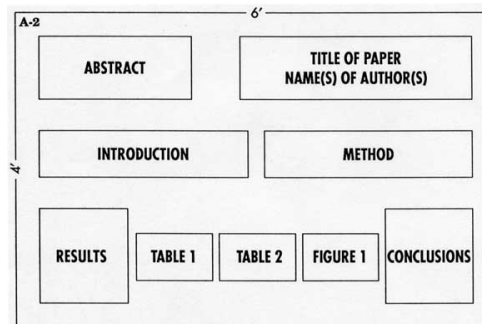 6'
A-2
ABSTRACT
TITLE OF PAPER
NAME(S) OF AUTHOR(S)
4'
INTRODUCTION
METHOD
RESULTS
TABLE 1
TABLE 2
FIGURE 1
CONCLUSIONS